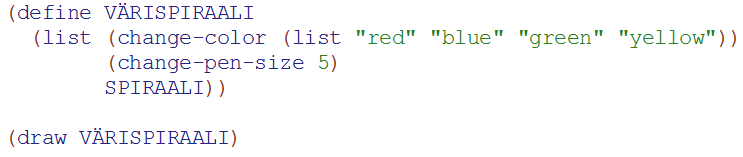 (define VÄRISPIRAALI
  (list (change-color (list "red" "blue" "green" "yellow"))
        (change-pen-size 5)
        SPIRAALI))

(draw VÄRISPIRAALI)